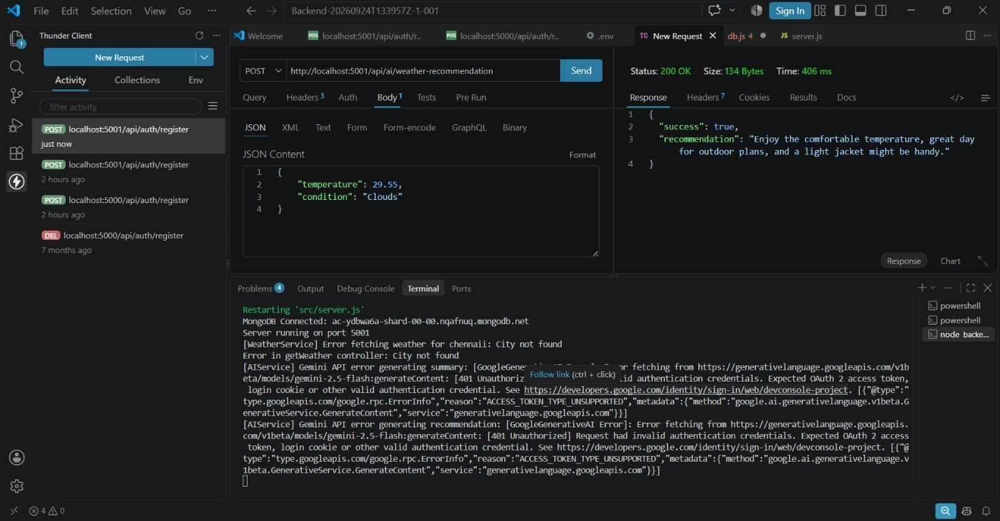 File Edit Selection View Go ··· Backend-20260924T133957Z-1-001 Sign In
Thunder Client
New Request
Activity Collections Env
filter activity
POST localhost:5001/api/auth/register
just now
POST localhost:5001/api/auth/register
2 hours ago
POST localhost:5000/api/auth/register
2 hours ago
DEL localhost:5000/api/auth/register
7 months ago
1
Welcome POS localhost:5001/api/auth/r.. POS localhost:5000/api/auth/r.. .env TC New Request db.js 4 JS server.js
POST http://localhost:5001/api/ai/weather-recommendation Send
Query Headers 3 Auth Body 1 Tests Pre Run
JSON XML Text Form Form-encode GraphQL Binary
JSON Content Format
1 {
2 "temperature": 29.55,
3 "condition": "Clouds"
4 }
Status: 200 OK Size: 134 Bytes Time: 406 ms
Response Headers 7 Cookies Results Docs </>
1 {
2 "success": true,
3 "recommendation": "Enjoy the comfortable temperature, great day
for outdoor plans, and a light jacket might be handy."
4 }
Response Chart
Problems 4 Output Debug Console Terminal Ports
Restarting 'src/server.js'
MongoDB Connected: ac-ydbwa6a-shard-00-00.nqafnuq.mongodb.net
Server running on port 5001
[WeatherService] Error fetching weather for chennaii: City not found
Error in getWeather controller: City not found
[AIService] Gemini API error generating summary: [GoogleGener fetching from https://generativelanguage.googleapis.com/v1b
eta/models/gemini-2.5-flash:generateContent: [401 Unauthoriz id authentication credentials. Expected OAuth 2 access token,
login cookie or other valid authentication credential. See https://developers.google.com/identity/sign-in/web/devconsole-project. [{"@type":"
type.googleapis.com/google.rpc.ErrorInfo","reason":"ACCESS_TOKEN_TYPE_UNSUPPORTED","metadata":{"method":"google.ai.generativelanguage.v1beta.G
enerativeService.GenerateContent","service":"generativelanguage.googleapis.com"}}]
[AIService] Gemini API error generating recommendation: [GoogleGenerativeAI Error]: Error fetching from https://generativelanguage.googleapis.
com/v1beta/models/gemini-2.5-flash:generateContent: [401 Unauthorized] Request had invalid authentication credentials. Expected OAuth 2 access
token, login cookie or other valid authentication credential. See https://developers.google.com/identity/sign-in/web/devconsole-project. [{"@
type":"type.googleapis.com/google.rpc.ErrorInfo","reason":"ACCESS_TOKEN_TYPE_UNSUPPORTED","metadata":{"method":"google.ai.generativelanguage.v
1beta.GenerativeService.GenerateContent","service":"generativelanguage.googleapis.com"}}]
Follow link (ctrl + click)
powershell
powershell
node backe...
4 0